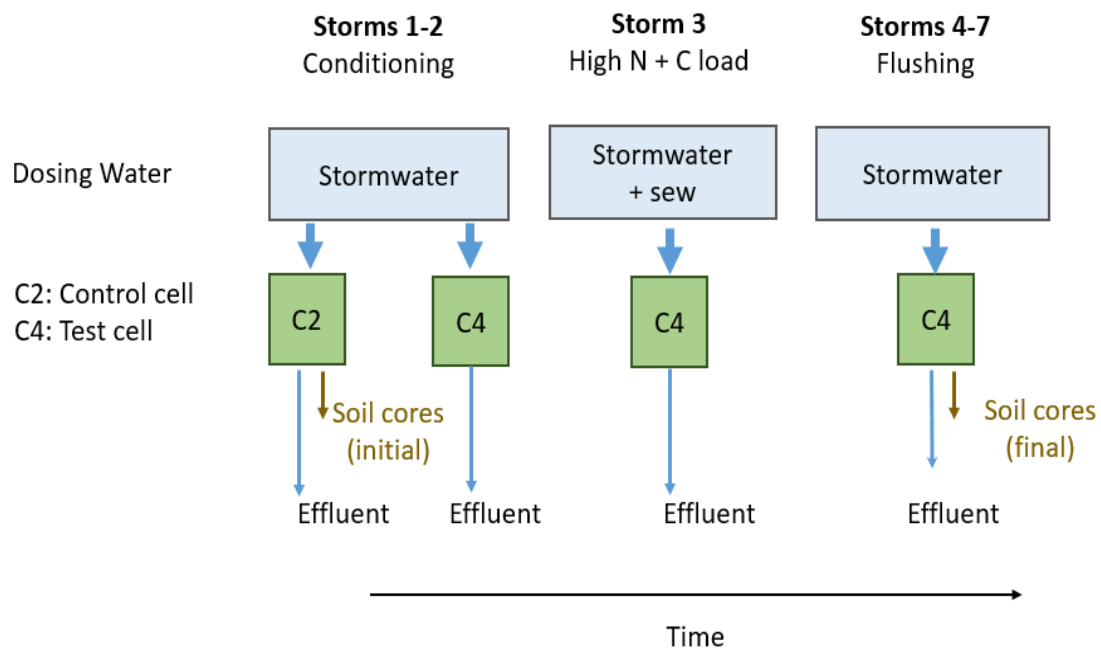 Storms 1-2
Conditioning
Storm 3
High N + C load
Storms 4-7
Flushing
Dosing Water
Stormwater
Stormwater
+ sew
Stormwater
C2: Control cell
C4: Test cell
C2
C4
C4
C4
Soil cores
(initial)
Soil cores
(final)
Effluent
Effluent
Effluent
Effluent
Time